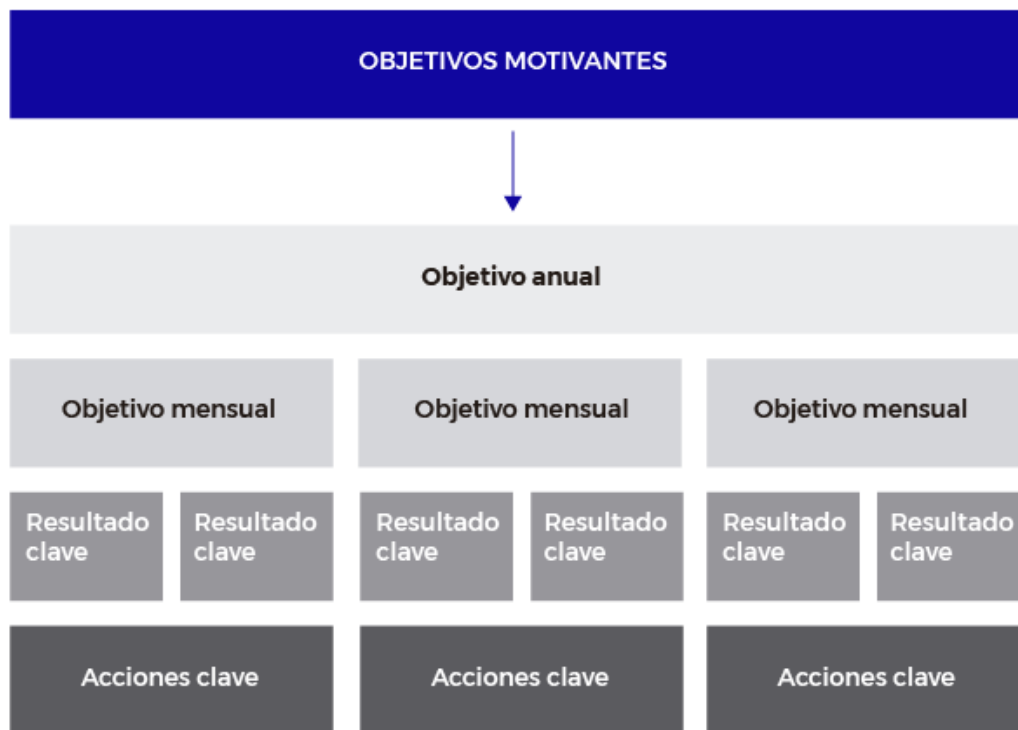 OBJETIVOS MOTIVANTES
Objetivo anual
Objetivo mensual
Objetivo mensual
Objetivo mensual
Resultado
clave
Resultado
clave
Resultado
clave
Resultado
clave
Resultado
clave
Resultado
clave
Acciones clave
Acciones clave
Acciones clave